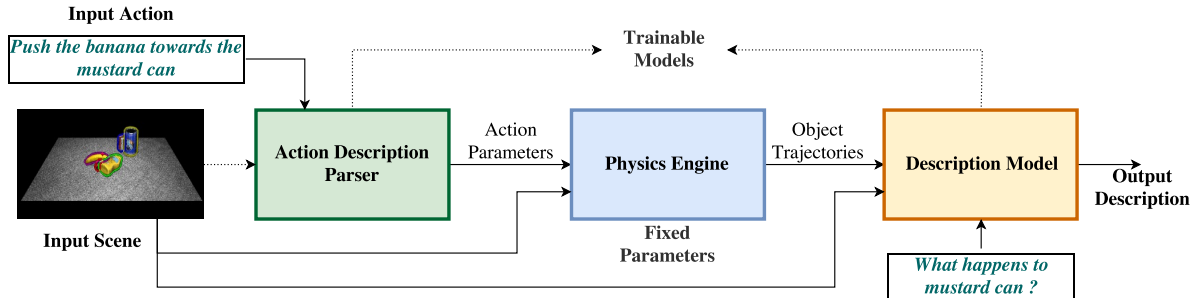 Input Action
Push the banana towards the
mustard can
Trainable
Models
Action Description
Parser
Action
Parameters
Physics Engine
Object
Trajectories
Description Model
Output
Description
Input Scene
Fixed
Parameters
What happens to
mustard can ?